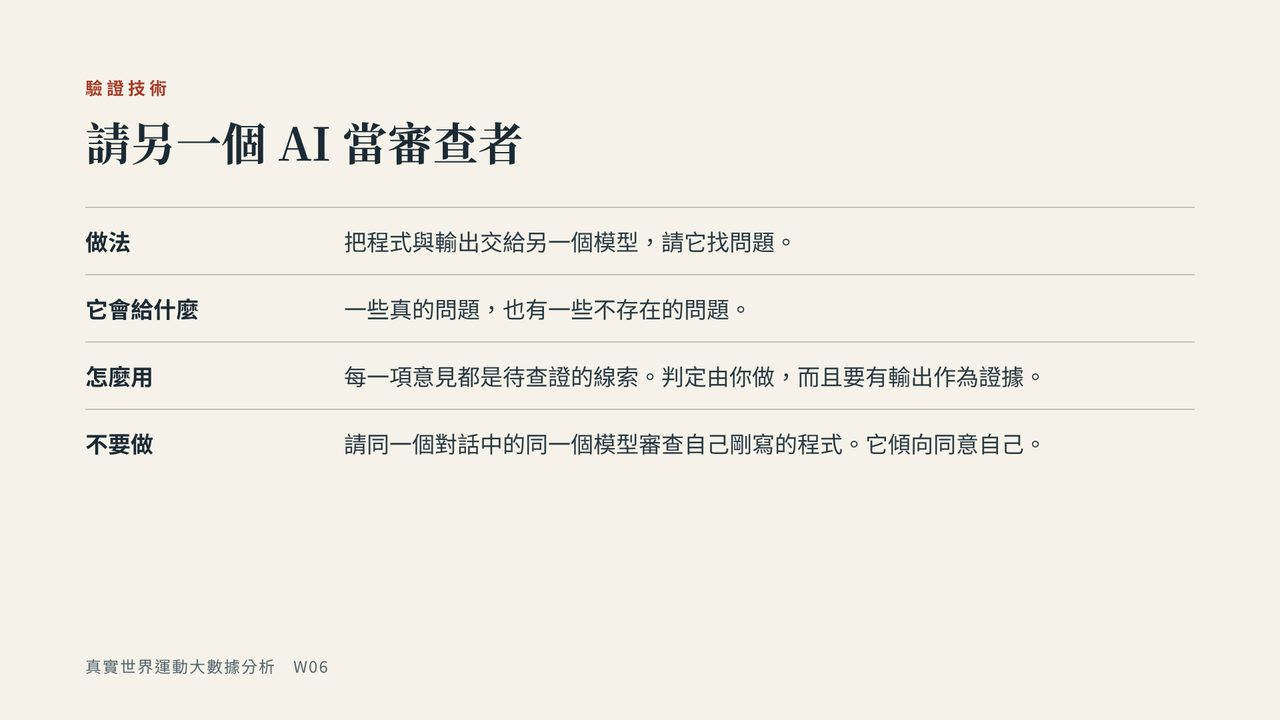 驗證技術
請另一個 AI 當審查者
做法 把程式與輸出交給另一個模型，請它找問題。
它會給什麼 一些真的問題，也有一些不存在的問題。
怎麼用 每一項意見都是待查證的線索。判定由你做，而且要有輸出作為證據。
不要做 請同一個對話中的同一個模型審查自己剛寫的程式。它傾向同意自己。
真實世界運動大數據分析 W06